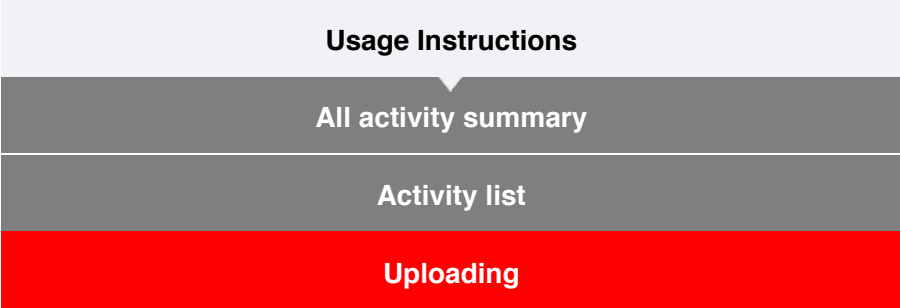 Usage Instructions
All activity summary
Activity list
Uploading